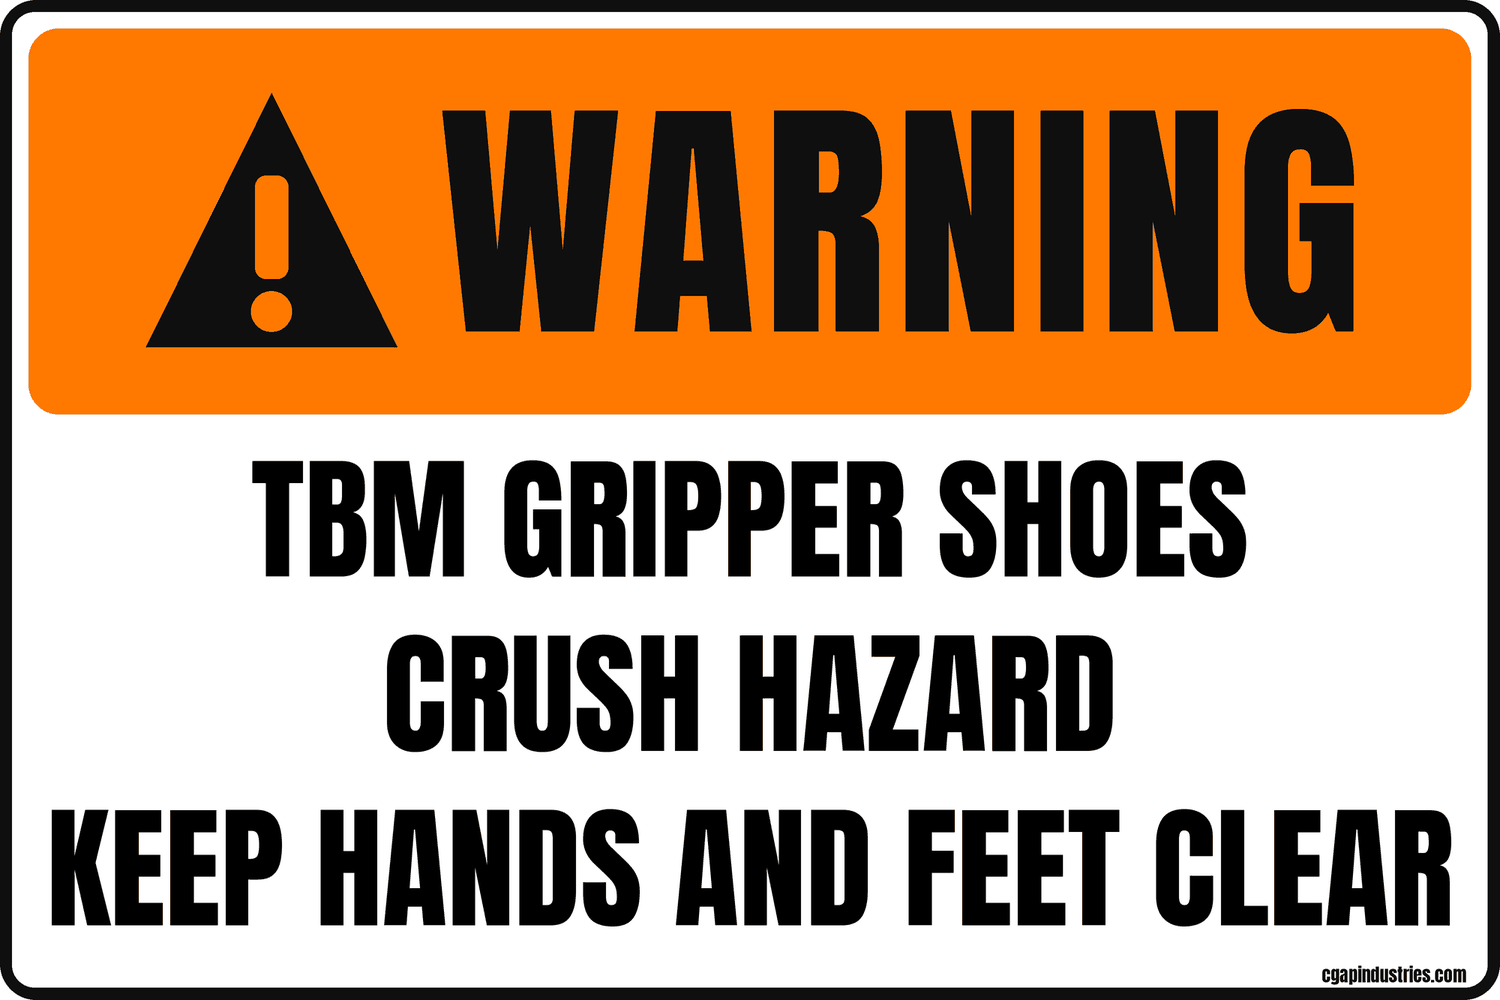 WARNING
TBM GRIPPER SHOES
CRUSH HAZARD
KEEP HANDS AND FEET CLEAR
cgapindustries.com